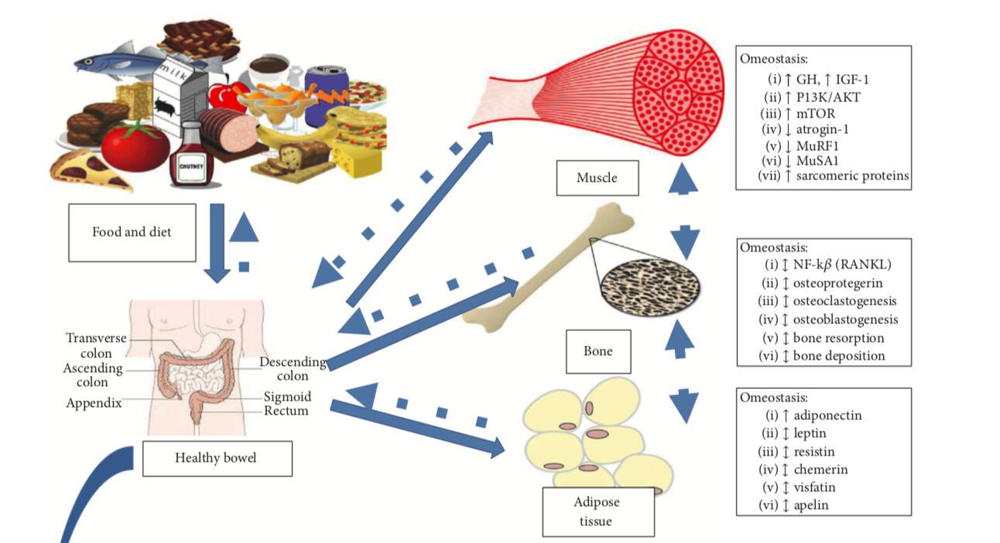 milk
CHUTNEY
Food and diet
Transverse
colon
Ascending
colon
Appendix
Descending
colon
Sigmoid
Rectum
Healthy bowel
Muscle
Bone
Adipose
tissue
Omeostasis:
(i) ↑ GH, ↑ IGF-1
(ii) ↑ P13K/AKT
(iii) ↑ mTOR
(iv) ↓ atrogin-1
(v) ↓ MuRF1
(vi) ↓ MuSA1
(vii) ↑ sarcomeric proteins
Omeostasis:
(i) ↕ NF-kβ (RANKL)
(ii) ↕ osteoprotegerin
(iii) ↕ osteoclastogenesis
(iv) ↕ osteoblastogenesis
(v) ↕ bone resorption
(vi) ↕ bone deposition
Omeostasis:
(i) ↑ adiponectin
(ii) ↕ leptin
(iii) ↕ resistin
(iv) ↕ chemerin
(v) ↕ visfatin
(vi) ↕ apelin